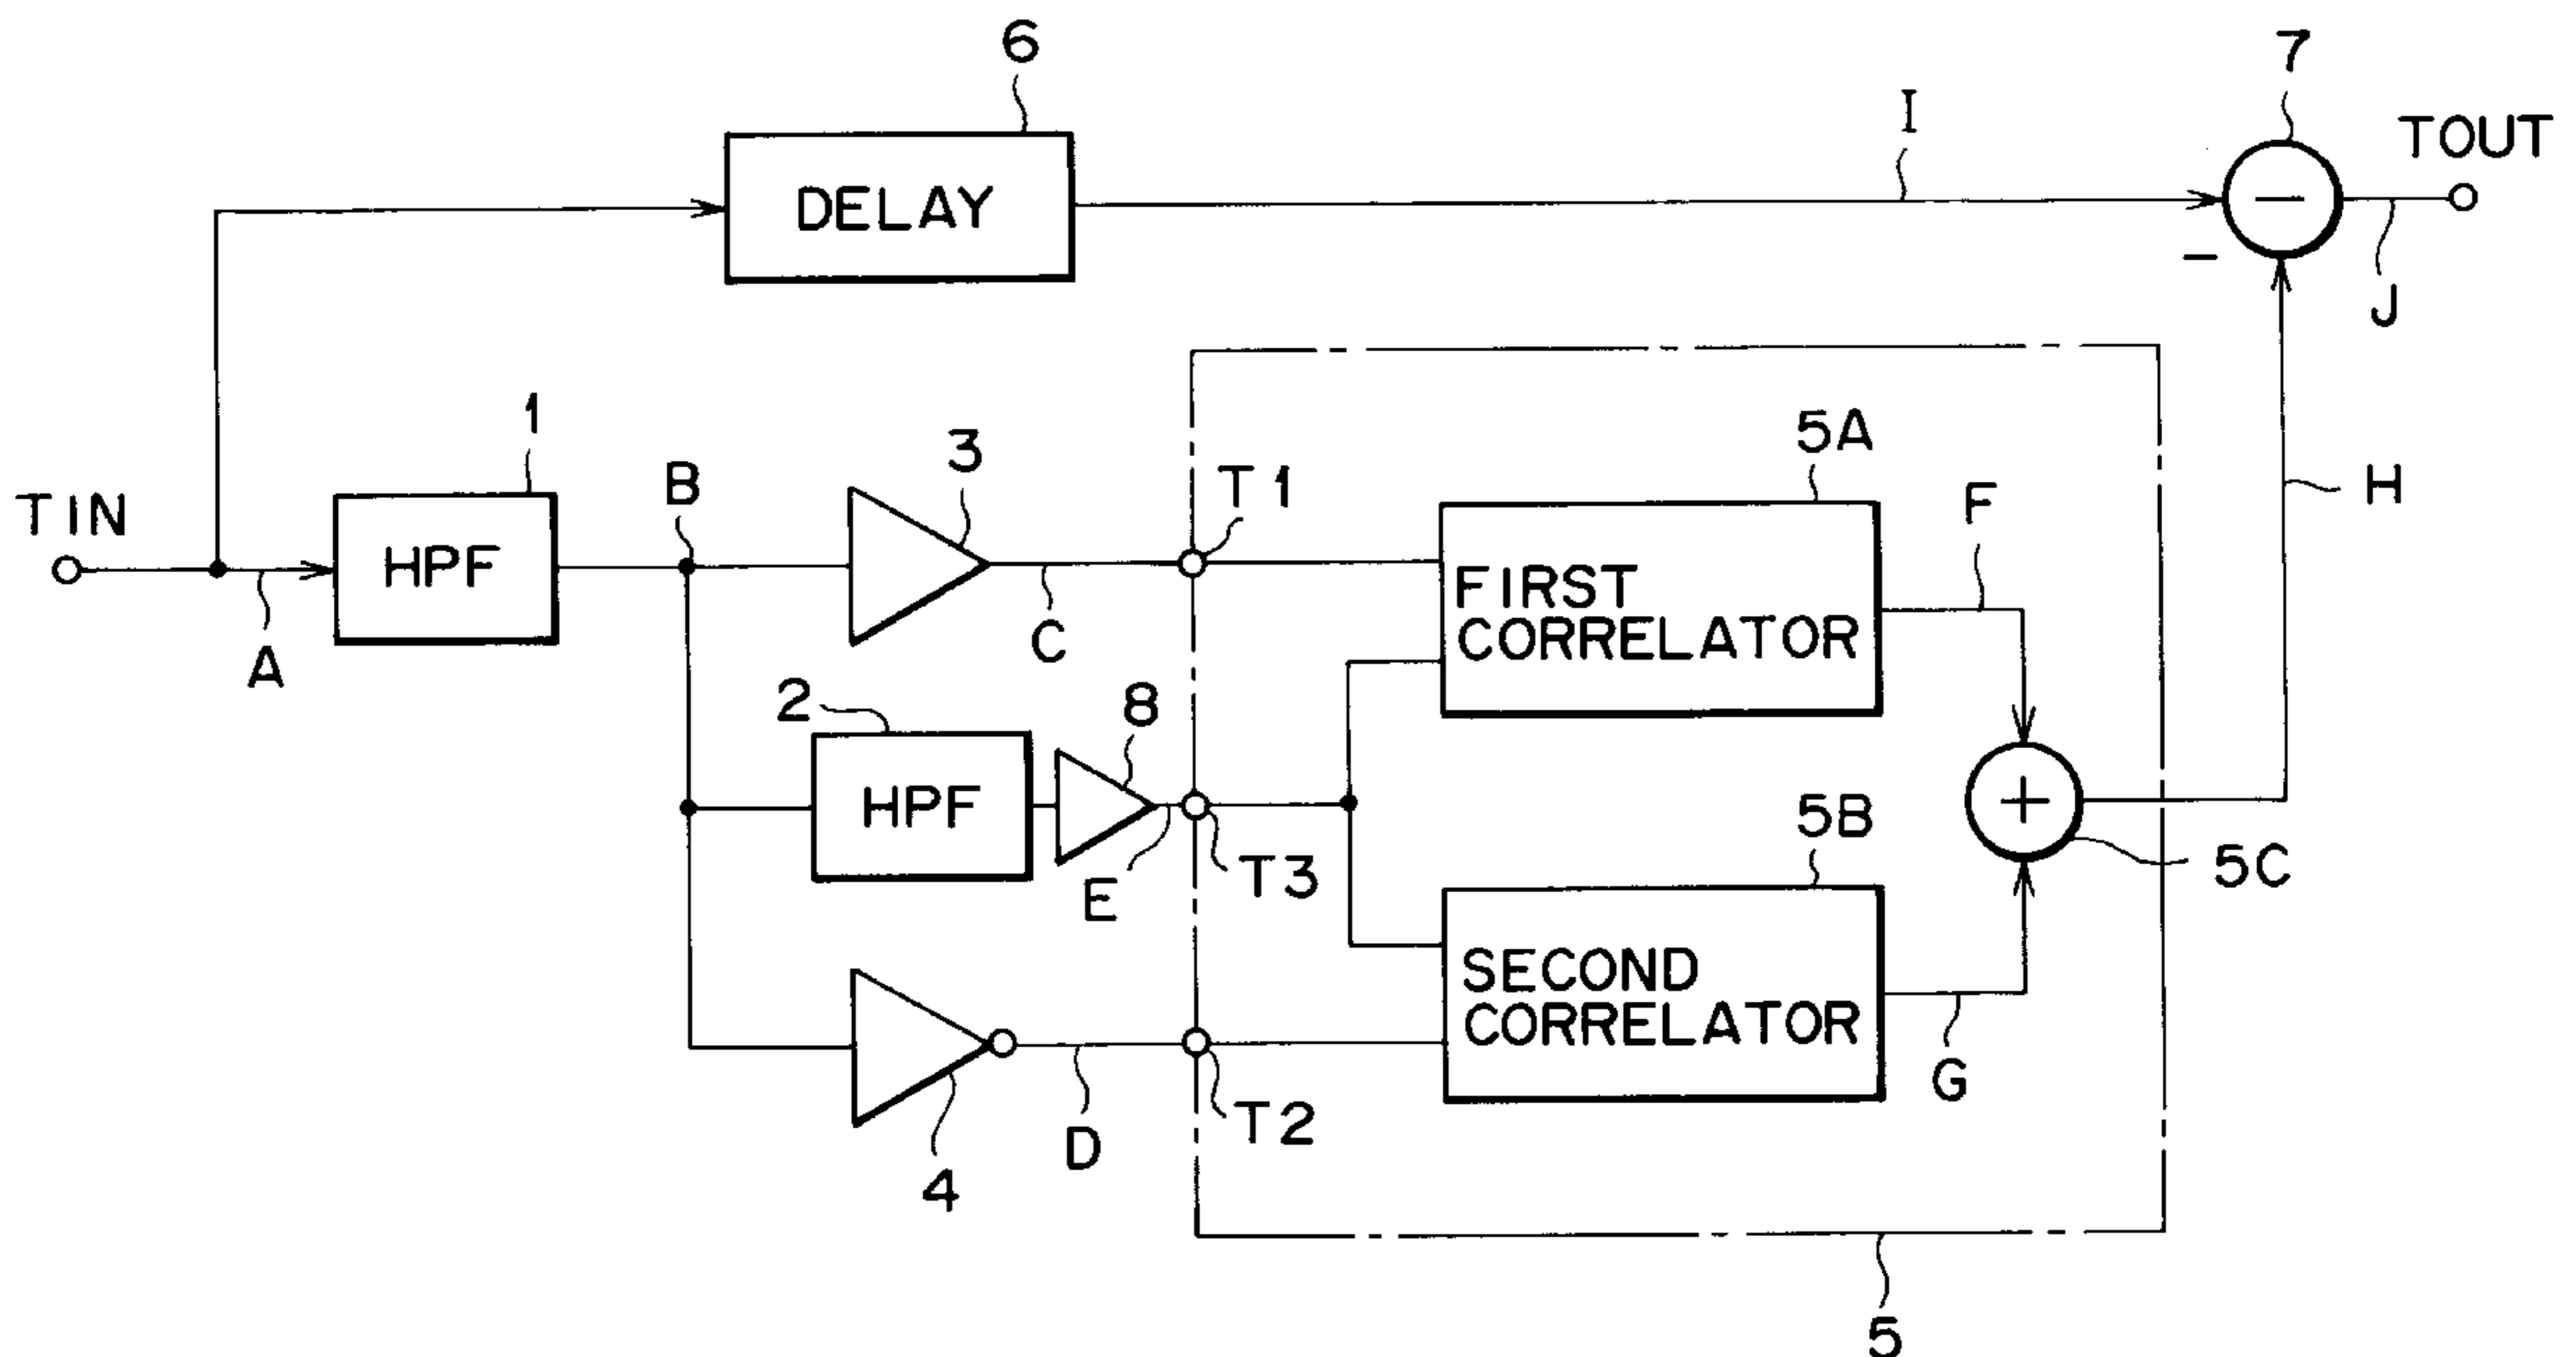 6
7
I
TOUT
DELAY
-
-
J
1
3
5A
TIN
B
T1
F
H
HPF
A
C
FIRST
CORRELATOR
2
8
HPF
+
5B
E
T3
5C
SECOND
CORRELATOR
G
4
D
T2
5